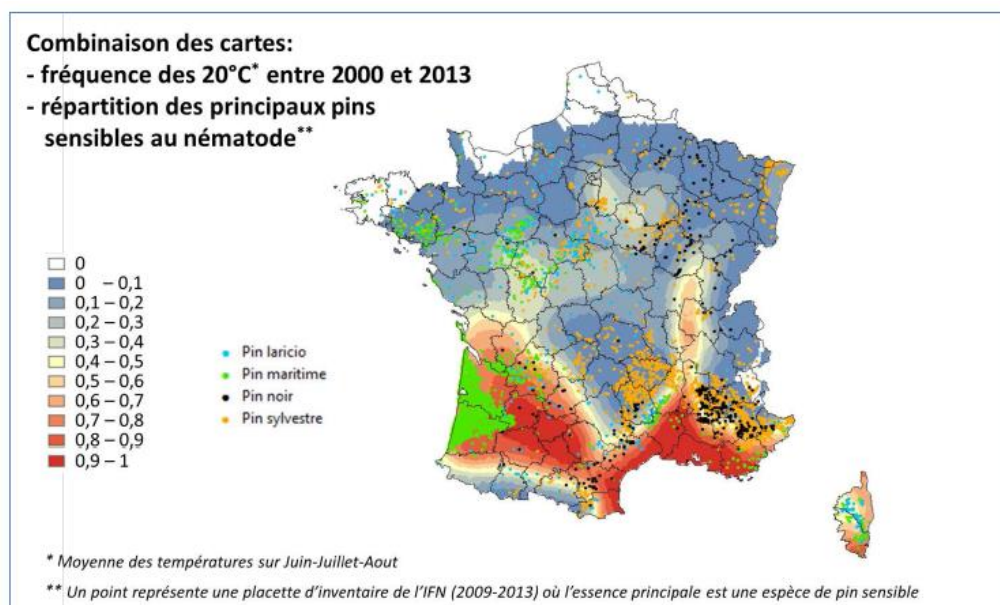 Combinaison des cartes:
- fréquence des 20°C* entre 2000 et 2013
- répartition des principaux pins
sensibles au nématode**
0
0 – 0,1
0,1 – 0,2
0,2 – 0,3
0,3 – 0,4
0,4 – 0,5
0,5 – 0,6
0,6 – 0,7
0,7 – 0,8
0,8 – 0,9
0,9 – 1
Pin laricio
Pin maritime
Pin noir
Pin sylvestre
* Moyenne des températures sur Juin-Juillet-Aout
** Un point représente une placette d'inventaire de l'IFN (2009-2013) où l'essence principale est une espèce de pin sensible